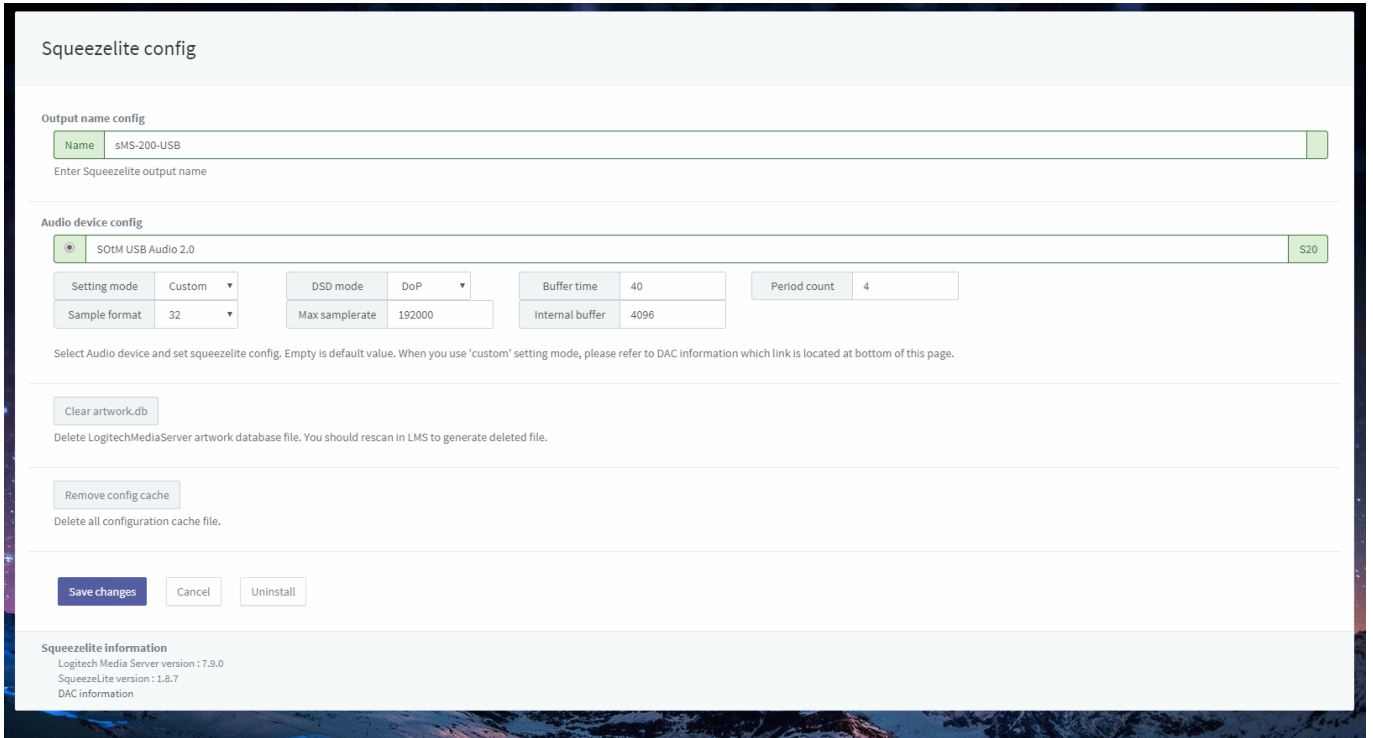 Squeezelite config
Output name config
Name sMS-200-USB
Enter Squeezelite output name
Audio device config
SOtM USB Audio 2.0 S20
Setting mode Custom DSD mode DoP Buffer time 40 Period count 4
Sample format 32 Max samplerate 192000 Internal buffer 4096
Select Audio device and set squeezelite config. Empty is default value. When you use 'custom' setting mode, please refer to DAC information which link is located at bottom of this page.
Clear artwork.db
Delete LogitechMediaServer artwork database file. You should rescan in LMS to generate deleted file.
Remove config cache
Delete all configuration cache file.
Save changes Cancel Uninstall
Squeezelite information
Logitech Media Server version : 7.9.0
SqueezeLite version : 1.8.7
DAC information